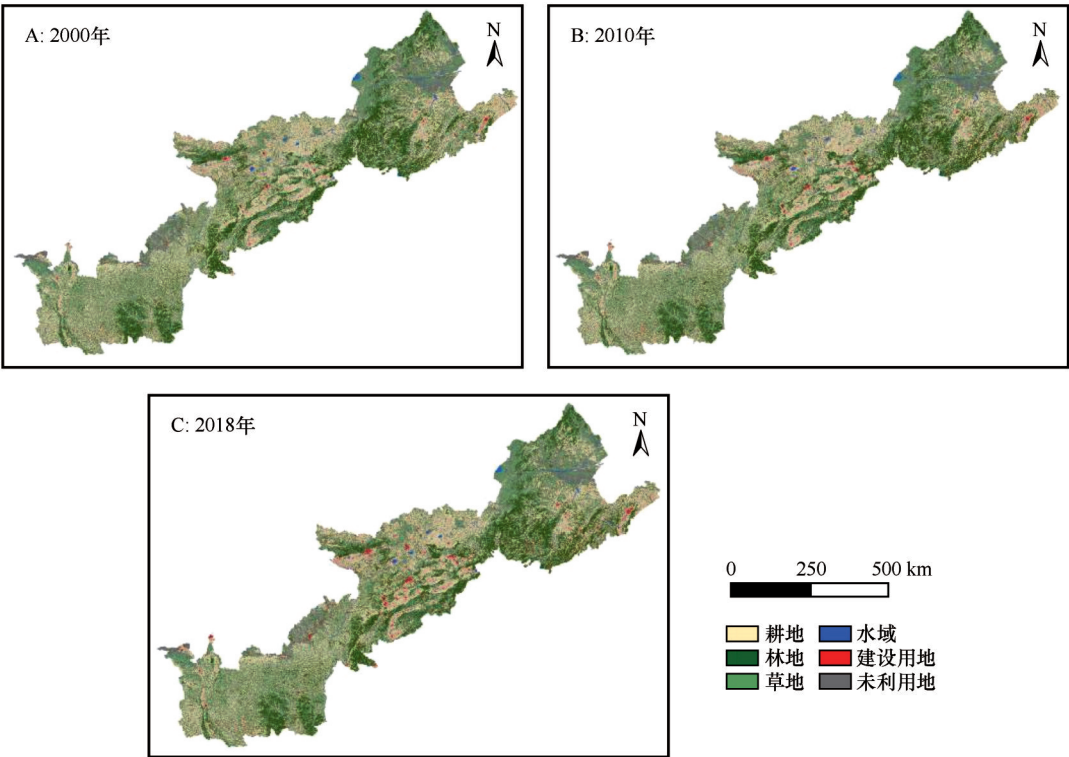 A: 2000年
N
B: 2010年
N
C: 2018年
N
0 250 500 km
耕地 水域
林地 建设用地
草地 未利用地